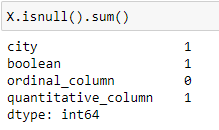 X.isnull().sum()
city 1
boolean 1
ordinal_column 0
quantitative_column 1
dtype: int64